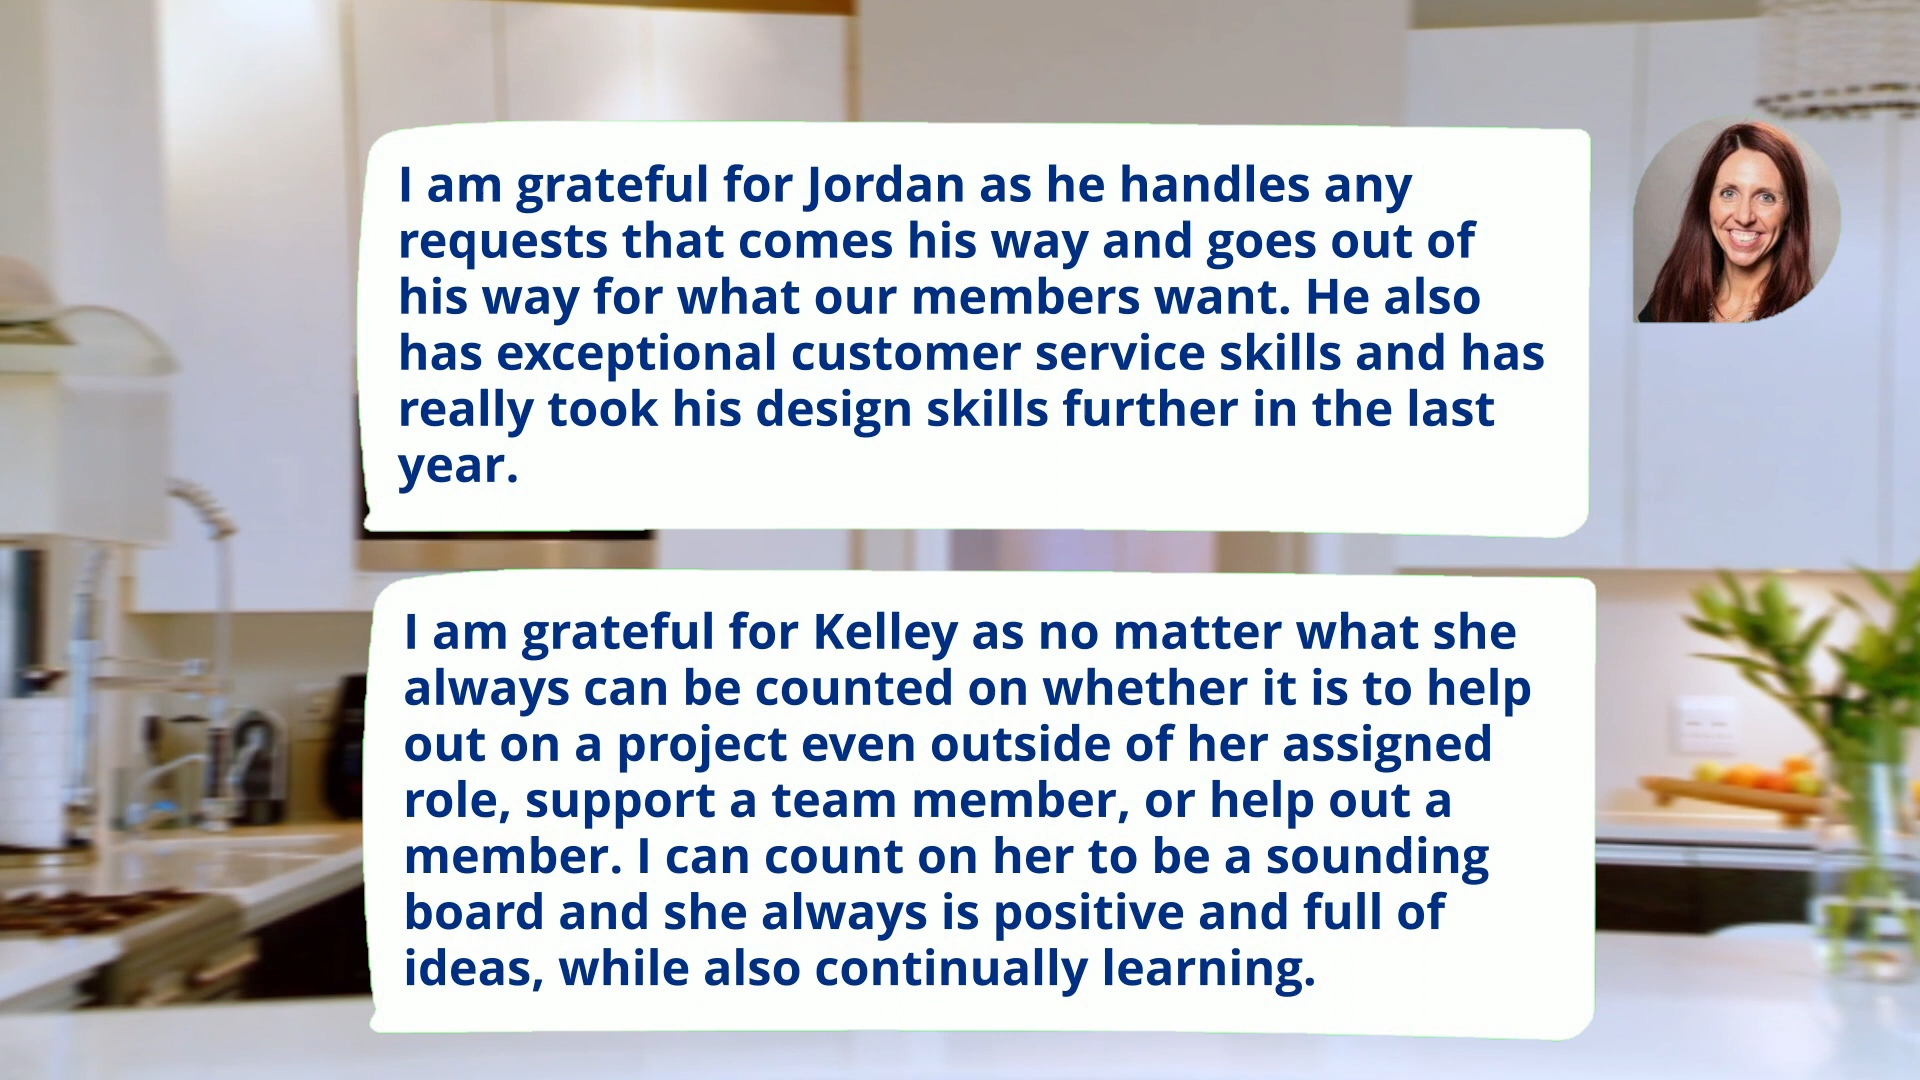 I am grateful for Jordan as he handles any
requests that comes his way and goes out of
his way for what our members want. He also
has exceptional customer service skills and has
really took his design skills further in the last
year.
I am grateful for Kelley as no matter what she
always can be counted on whether it is to help
out on a project even outside of her assigned
role, support a team member, or help out a
member. I can count on her to be a sounding
board and she always is positive and full of
ideas, while also continually learning.